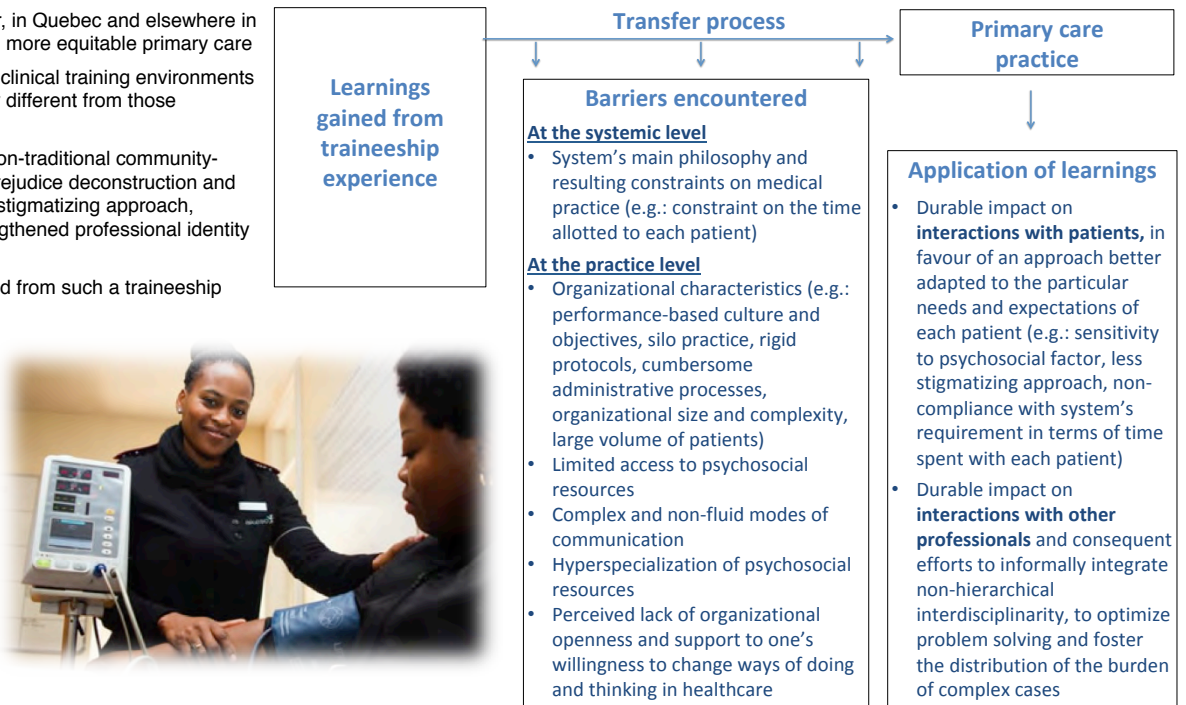 , in Quebec and elsewhere in
more equitable primary care
clinical training environments
different from those
on-traditional community-
rejudice deconstruction and
stigmatizing approach,
gthened professional identity
d from such a traineeship
Learnings
gained from
traineeship
experience
Transfer process
Barriers encountered
At the systemic level
• System's main philosophy and
resulting constraints on medical
practice (e.g.: constraint on the time
allotted to each patient)
At the practice level
• Organizational characteristics (e.g.:
performance-based culture and
objectives, silo practice, rigid
protocols, cumbersome
administrative processes,
organizational size and complexity,
large volume of patients)
• Limited access to psychosocial
resources
• Complex and non-fluid modes of
communication
• Hyperspecialization of psychosocial
resources
• Perceived lack of organizational
openness and support to one's
willingness to change ways of doing
and thinking in healthcare
Primary care
practice
Application of learnings
• Durable impact on
interactions with patients, in
favour of an approach better
adapted to the particular
needs and expectations of
each patient (e.g.: sensitivity
to psychosocial factor, less
stigmatizing approach, non-
compliance with system's
requirement in terms of time
spent with each patient)
• Durable impact on
interactions with other
professionals and consequent
efforts to informally integrate
non-hierarchical
interdisciplinarity, to optimize
problem solving and foster
the distribution of the burden
of complex cases